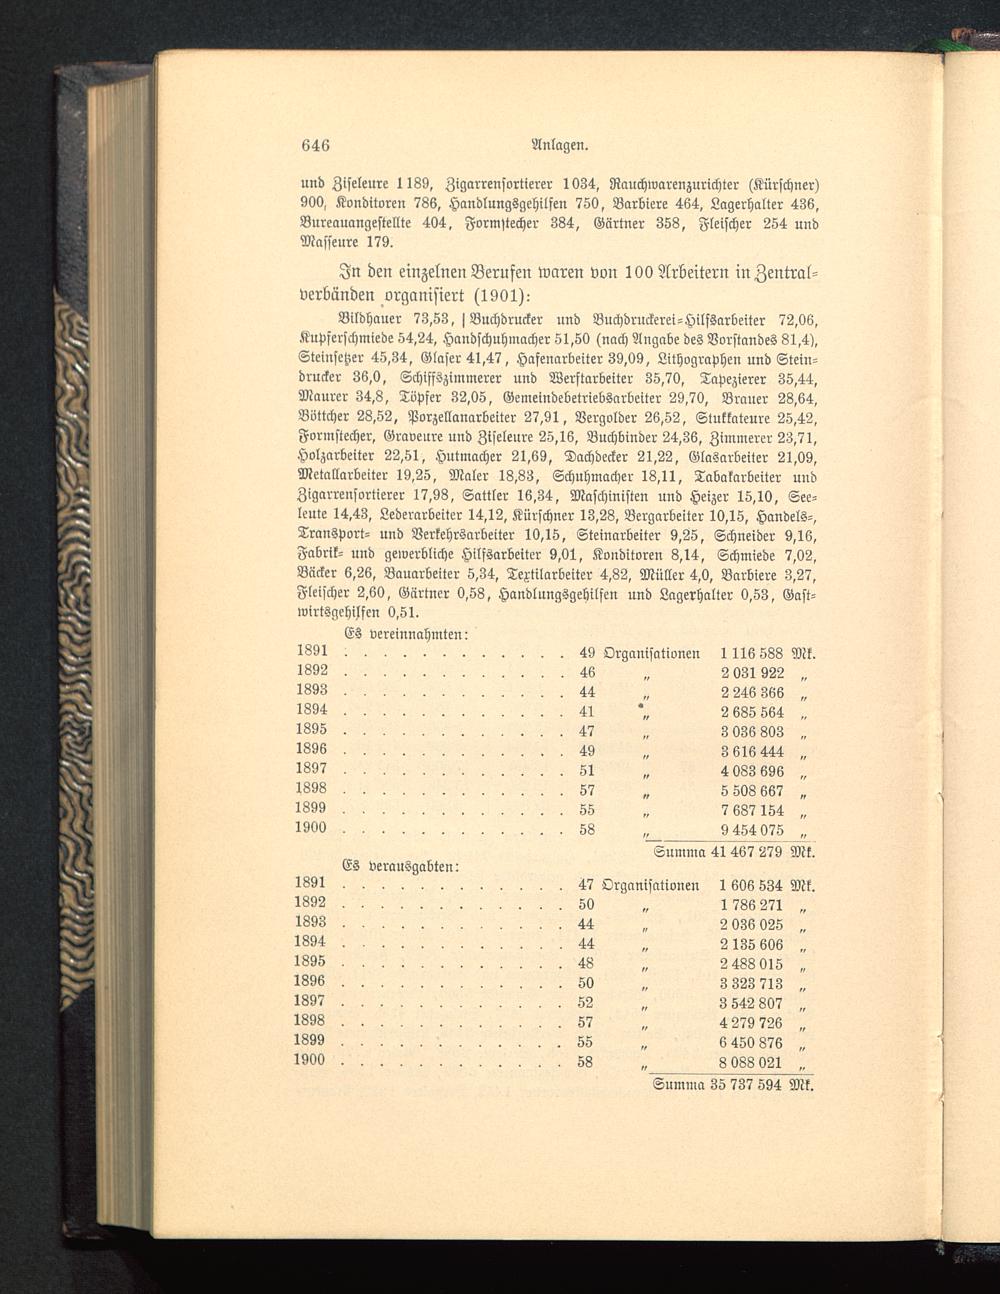 646 Anlagen.
und Ziseleure 1189, Zigarrensortierer 1034, Rauchwarenzurichter (Kürschner)
900, Konditoren 786, Handlungsgehilfen 750, Barbiere 464, Lagerhalter 436,
Bureauangestellte 404, Formstecher 384, Gärtner 358, Fleischer 254 und
Masseure 179.
In den einzelnen Berufen waren von 100 Arbeitern in Zentral-
verbänden organisiert (1901):
Bildhauer 73,53, | Buchdrucker und Buchdruckerei-Hilfsarbeiter 72,06,
Kupferschmiede 54,24, Handschuhmacher 51,50 (nach Angabe des Vorstandes 81,4),
Steinsetzer 45,34, Glaser 41,47, Hafenarbeiter 39,09, Lithographen und Stein-
drucker 36,0, Schiffszimmerer und Werftarbeiter 35,70, Tapezierer 35,44,
Maurer 34,8, Töpfer 32,05, Gemeindebetriebsarbeiter 29,70, Brauer 28,64,
Böttcher 28,52, Porzellanarbeiter 27,91, Vergolder 26,52, Stukkateure 25,42,
Formstecher, Graveure und Ziseleure 25,16, Buchbinder 24,36, Zimmerer 23,71,
Holzarbeiter 22,51, Hutmacher 21,69, Dachdecker 21,22, Glasarbeiter 21,09,
Metallarbeiter 19,25, Maler 18,83, Schuhmacher 18,11, Tabakarbeiter und
Zigarrensortierer 17,98, Sattler 16,34, Maschinisten und Heizer 15,10, See-
leute 14,43, Lederarbeiter 14,12, Kürschner 13,28, Bergarbeiter 10,15, Handels-,
Transport- und Verkehrsarbeiter 10,15, Steinarbeiter 9,25, Schneider 9,16,
Fabrik- und gewerbliche Hilfsarbeiter 9,01, Konditoren 8,14, Schmiede 7,02,
Bäcker 6,26, Bauarbeiter 5,34, Textilarbeiter 4,82, Müller 4,0, Barbiere 3,27,
Fleischer 2,60, Gärtner 0,58, Handlungsgehilfen und Lagerhalter 0,53, Gast-
wirtsgehilfen 0,51.
Es vereinnahmten:
1891 . . . . . . . . . . . . 49 Organisationen 1 116 588 Mk.
1892 . . . . . . . . . . . . 46 „ 2 031 922 „
1893 . . . . . . . . . . . . 44 „ 2 246 366 „
1894 . . . . . . . . . . . . 41 „ 2 685 564 „
1895 . . . . . . . . . . . . 47 „ 3 036 803 „
1896 . . . . . . . . . . . . 49 „ 3 616 444 „
1897 . . . . . . . . . . . . 51 „ 4 083 696 „
1898 . . . . . . . . . . . . 57 „ 5 508 667 „
1899 . . . . . . . . . . . . 55 „ 7 687 154 „
1900 . . . . . . . . . . . . 58 „ 9 454 075 „
Summa 41 467 279 Mk.
Es verausgabten:
1891 . . . . . . . . . . . . 47 Organisationen 1 606 534 Mk.
1892 . . . . . . . . . . . . 50 „ 1 786 271 „
1893 . . . . . . . . . . . . 44 „ 2 036 025 „
1894 . . . . . . . . . . . . 44 „ 2 135 606 „
1895 . . . . . . . . . . . . 48 „ 2 488 015 „
1896 . . . . . . . . . . . . 50 „ 3 323 713 „
1897 . . . . . . . . . . . . 52 „ 3 542 807 „
1898 . . . . . . . . . . . . 57 „ 4 279 726 „
1899 . . . . . . . . . . . . 55 „ 6 450 876 „
1900 . . . . . . . . . . . . 58 „ 8 088 021 „
Summa 35 737 594 Mk.